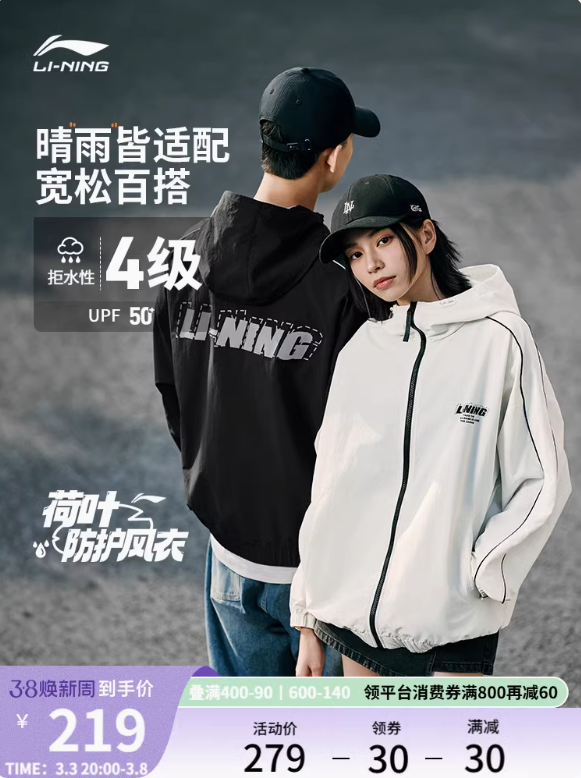 LI-NING
晴"雨"皆适配
宽松百搭
拒水性
4级
UPF 50+
LI-NING
LI-NING
荷叶
防护风衣
3.8焕新周到手价
¥219
TIME: 3.3 20:00-3.8
叠满400-90 | 600-140 领平台消费券满800再减60
活动价 领券 满减
279 — 30 — 30